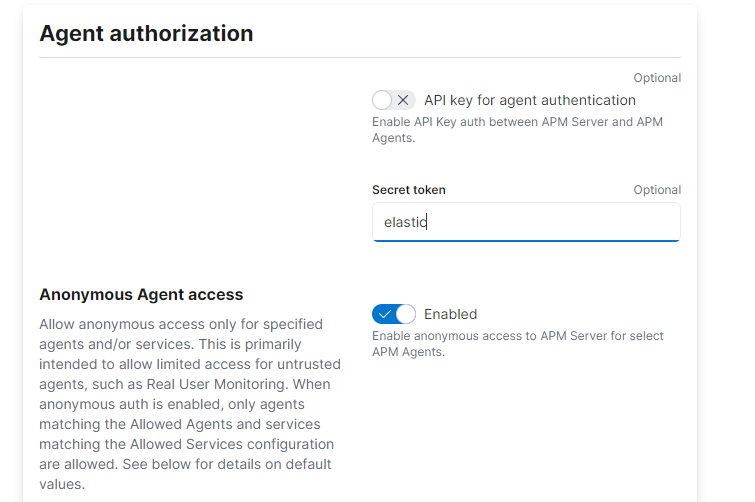 Agent authorization
Optional
API key for agent authentication
Enable API Key auth between APM Server and APM
Agents.
Secret token
Optional
elastic
Anonymous Agent access
Allow anonymous access only for specified
agents and/or services. This is primarily
intended to allow limited access for untrusted
agents, such as Real User Monitoring. When
anonymous auth is enabled, only agents
matching the Allowed Agents and services
matching the Allowed Services configuration
are allowed. See below for details on default
values.
Enabled
Enable anonymous access to APM Server for select
APM Agents.